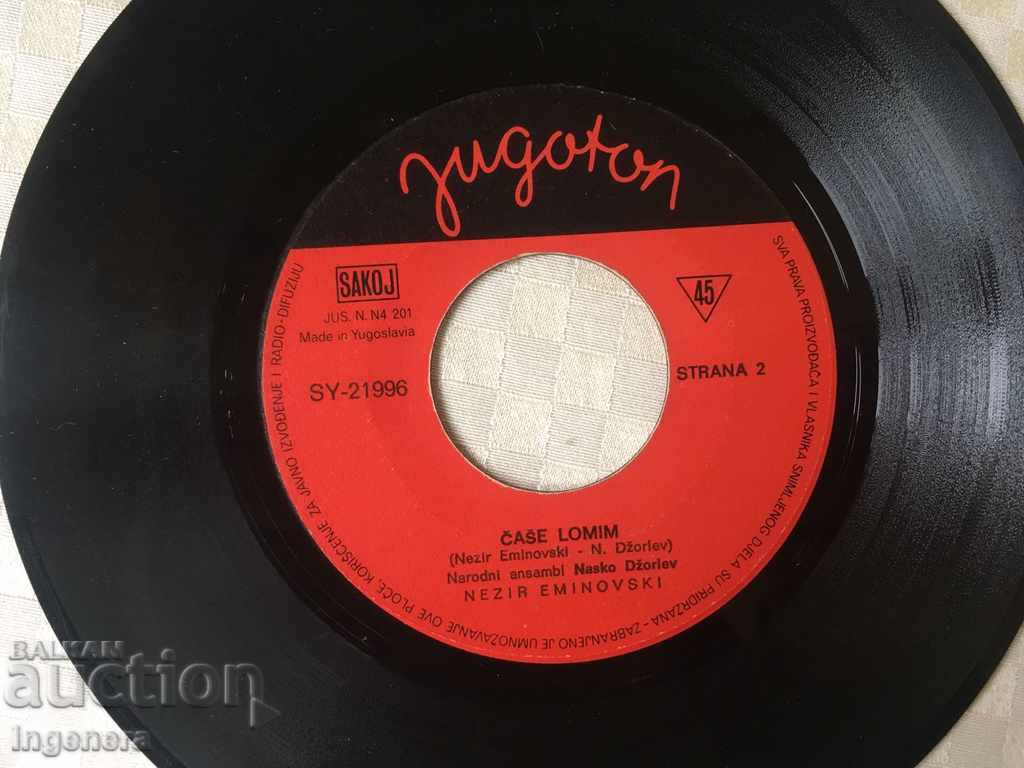 Jugoton
SAKOJ
JUS. N. N4 201
Made in Yugoslavia
45
SY-21996
STRANA 2
ČAŠE LOMIM
(Nezir Eminovski - N. Džoriev)
Narodni ansambl Nasko Džoriev
NEZIR EMINOVSKI
SVA PRAVA PROIZVOĐAČA I VLASNIKA SNIMLJENOG DJELA SU PRIDRŽANA - ZABRANJENO JE UMNOŽAVANJE OVE PLOČE, KORIŠĆENJE ZA JAVNO IZVOĐENJE I RADIO-DIFUZIJU
BALKAN
auction
Ingenera